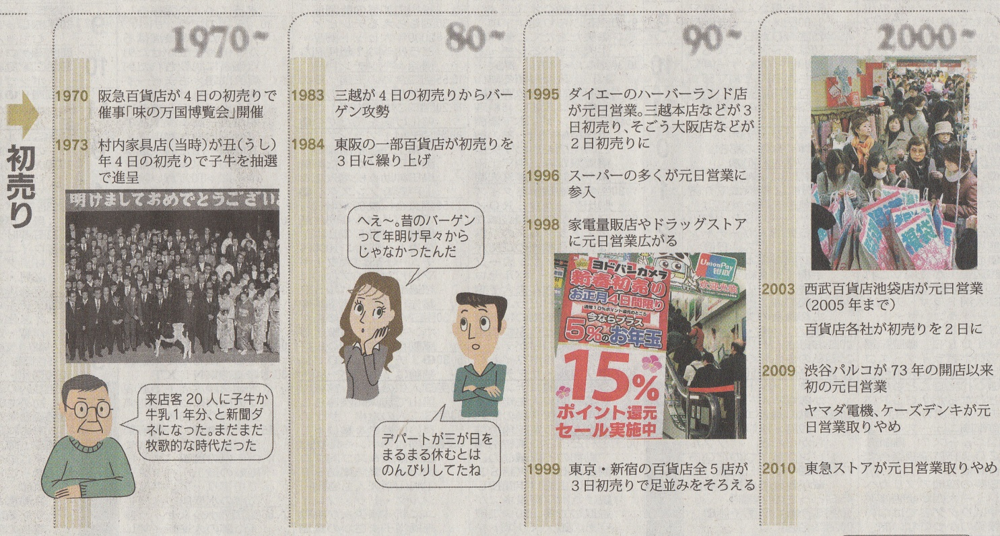 初売り
1970~
1970 阪急百貨店が4日の初売りで
催事「味の万国博覧会」開催
1973 村内家具店(当時)が丑(うし)
年4日の初売りで子牛を抽選
で進呈
明けましておめでとうござい
来店客20人に子牛か
牛乳1年分、と新聞ダ
ネになった。まだまだ
牧歌的な時代だった
80~
1983 三越が4日の初売りからバー
ゲン攻勢
1984 東阪の一部百貨店が初売りを
3日に繰り上げ
へえ~。昔のバーゲン
って年明け早々から
じゃなかったんだ
デパートが三が日を
まるまる休むとは
のんびりしてたね
90~
1995 ダイエーのハーバーランド店
が元日営業。三越本店などが3
日初売り、そごう大阪店などが
2日初売りに
1996 スーパーの多くが元日営業に
参入
1998 家電量販店やドラッグストア
に元日営業広がる
ヨドバシカメラ
新春初売り
お正月4日間限り
通常10%ポイント還元のところ
今ならプラス
5%のお年玉
15%
ポイント還元
セール実施中
UnionPay
银联
1999 東京・新宿の百貨店全5店が
3日初売りで足並みをそろえる
2000~
福袋
2003 西武百貨店池袋店が元日営業
(2005年まで)
百貨店各社が初売りを2日に
2009 渋谷パルコが73年の開店以来
初の元日営業
ヤマダ電機、ケーズデンキが元
日営業取りやめ
2010 東急ストアが元日営業取りやめ